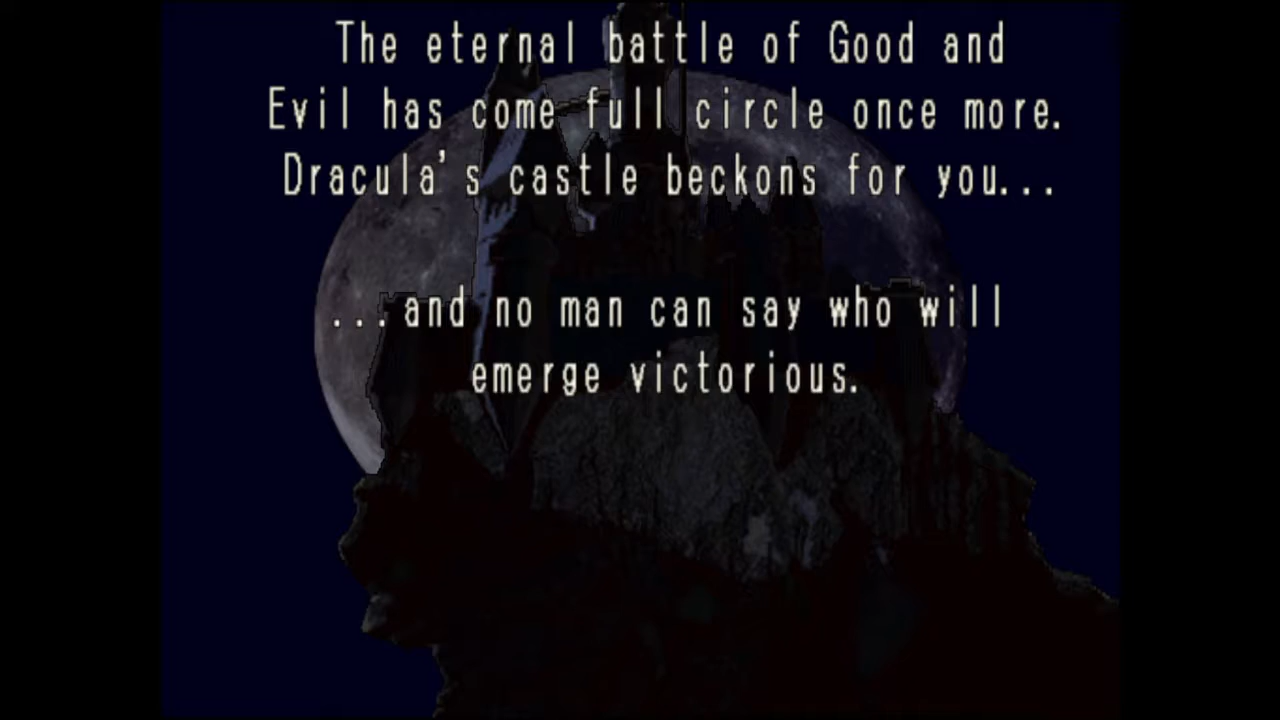 The eternal battle of Good and
Evil has come full circle once more.
Dracula's castle beckons for you...
...and no man can say who will
emerge victorious.